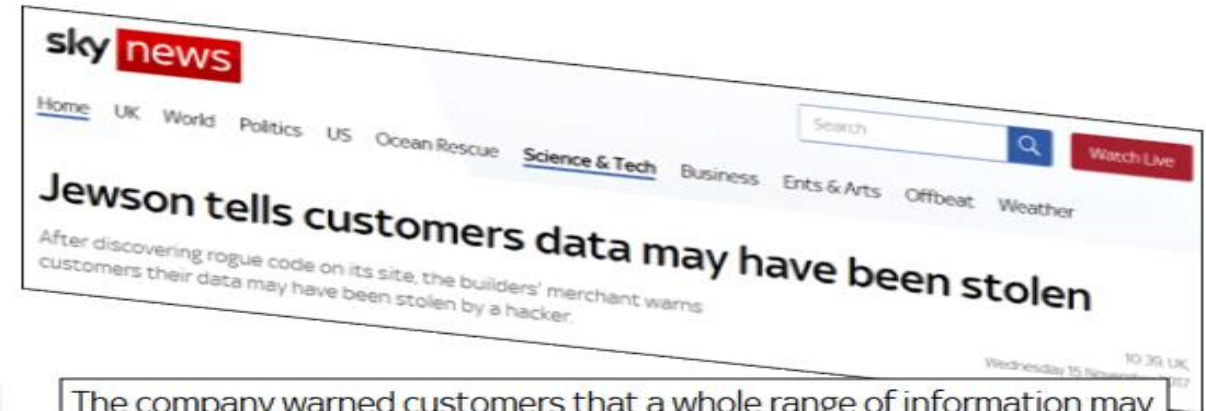 sky news
Search
Watch Live
Home UK World Politics US Ocean Rescue Science & Tech Business Ents & Arts Offbeat Weather
Jewson tells customers data may have been stolen
After discovering rogue code on its site, the builders' merchant warns
customers their data may have been stolen by a hacker.
10:39, UK,
Wednesday 15 November 2017
The company warned customers that a whole range of information may